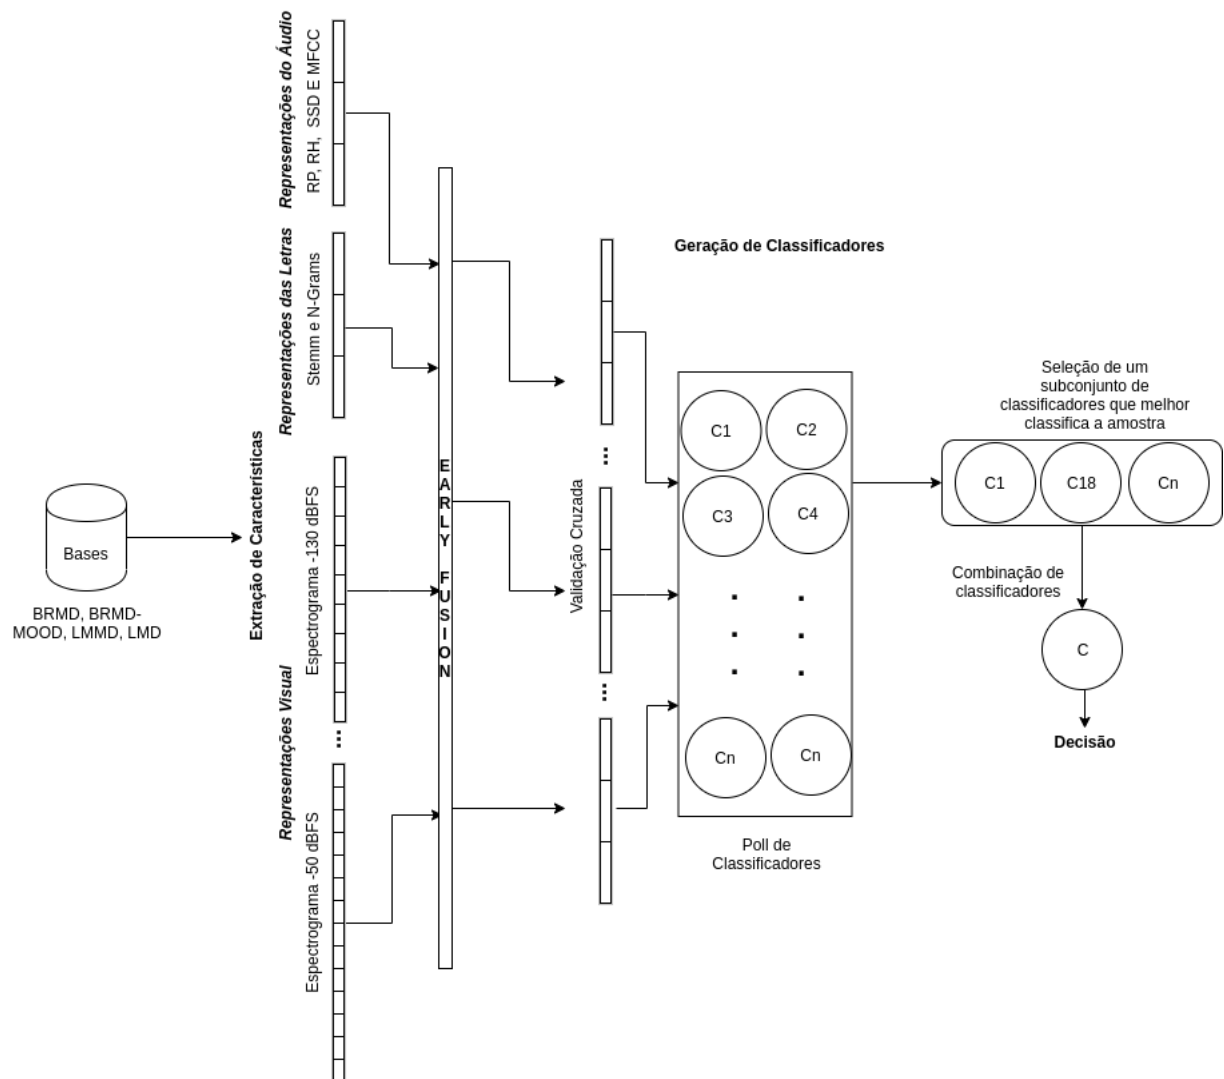 Bases
BRMD, BRMD-
MOOD, LMMD, LMD
Extração de Características
Representações do Áudio
RP, RH, SSD E MFCC
Representações das Letras
Stemm e N-Grams
Representações Visual
Espectrograma -130 dBFS
...
Espectrograma -50 dBFS
EARLY FUSION
Validação Cruzada
...
...
Geração de Classificadores
C1
C2
C3
C4
Cn
Cn
Poll de
Classificadores
Seleção de um
subconjunto de
classificadores que melhor
classifica a amostra
C1
C18
Cn
Combinação de
classificadores
C
Decisão